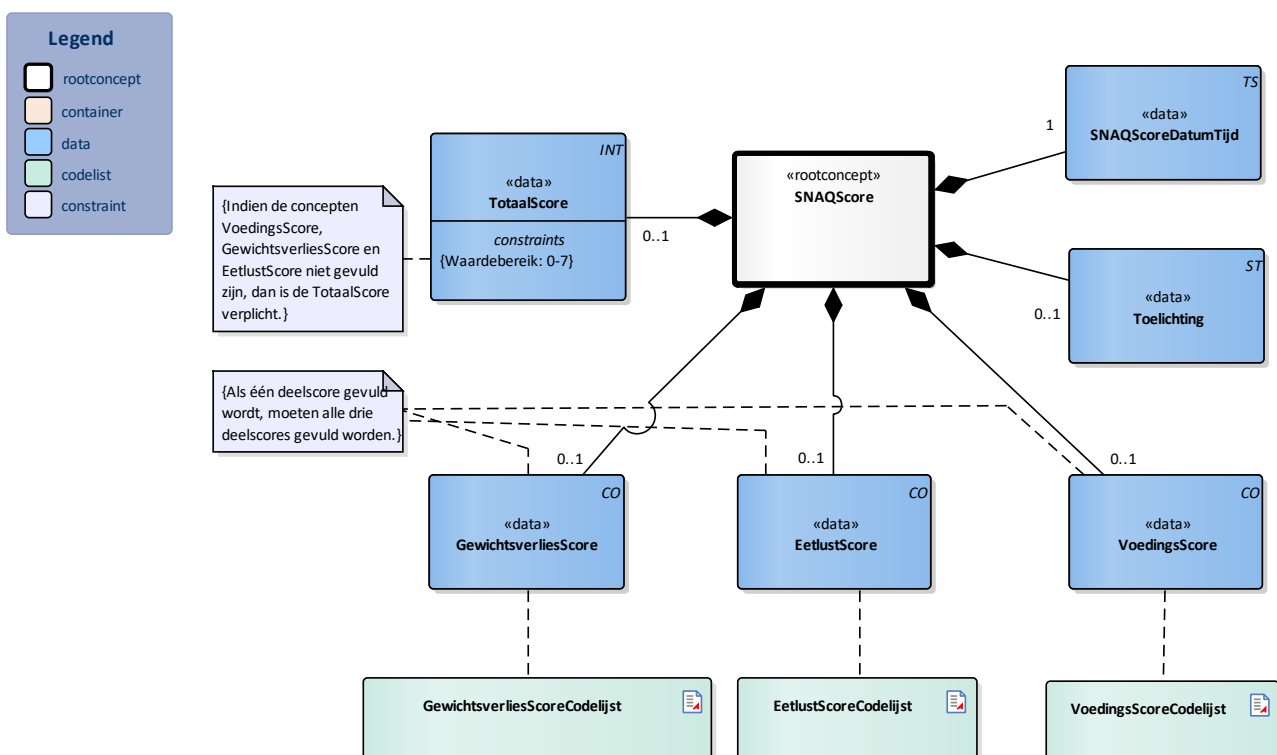 Legend
rootconcept
container
data
codelist
constraint
TS
«data»
SNAQScoreDatumTijd
1
INT
«data»
TotaalScore
constraints
{Waardebereik: 0-7}
0..1
«rootconcept»
SNAQScore
{Indien de concepten
VoedingsScore,
GewichtsverliesScore en
EetlustScore niet gevuld
zijn, dan is de TotaalScore
verplicht.}
ST
«data»
Toelichting
0..1
{Als één deelscore gevuld
wordt, moeten alle drie
deelscores gevuld worden.}
0..1
0..1
0..1
CO
«data»
GewichtsverliesScore
CO
«data»
EetlustScore
CO
«data»
VoedingsScore
GewichtsverliesScoreCodelijst
EetlustScoreCodelijst
VoedingsScoreCodelijst